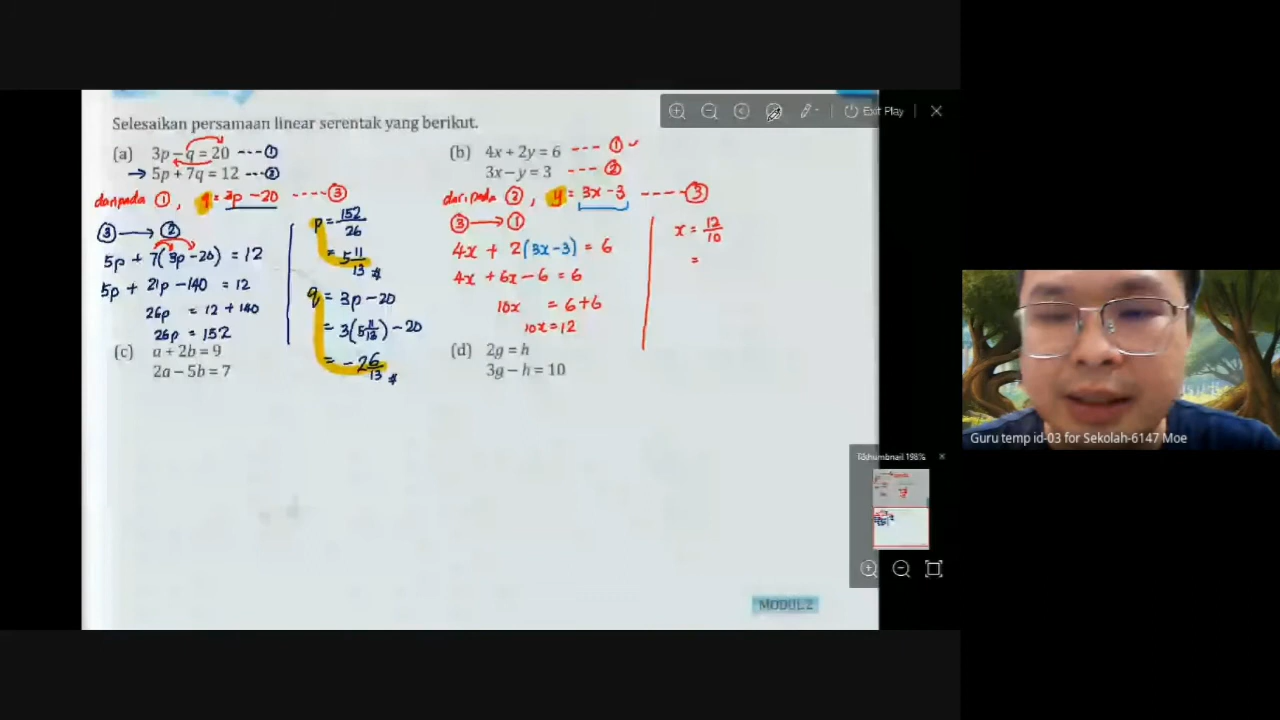 Exit Play
Selesaikan persamaan linear serentak yang berikut.
(a) 3p − q = 20 ---- ①
→ 5p + 7q = 12 --- ②
daripada ①, q = 3p − 20 ---- ③
③ → ②
5p + 7(3p − 20) = 12
5p + 21p − 140 = 12
26p = 12 + 140
26p = 152
p = 152/26
= 5 11/13 #
q = 3p − 20
= 3(5 11/13) − 20
= −26/13 #
(b) 4x + 2y = 6 --- ① ✓
3x − y = 3 --- ②
daripada ②, y = 3x − 3 ---- ③
③ → ①
4x + 2(3x − 3) = 6
4x + 6x − 6 = 6
10x = 6 + 6
10x = 12
x = 12/10
=
(c) a + 2b = 9
2a − 5b = 7
(d) 2g = h
3g − h = 10
MODUL 2
198%
Guru temp id-03 for Sekolah-6147 Moe